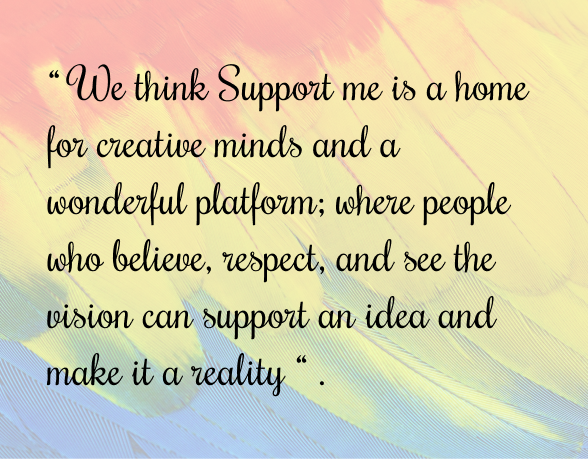 “ We think Support me is a home
for creative minds and a
wonderful platform; where people
who believe, respect, and see the
vision can support an idea and
make it a reality “ .